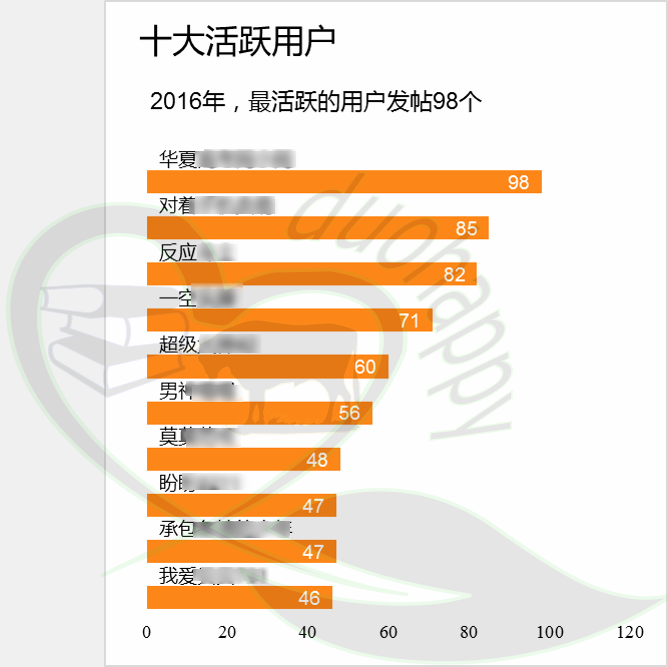 十大活跃用户
2016年，最活跃的用户发帖98个
华夏
98
对着
85
反应
82
一空
71
超级
60
男神
56
莫
48
盼盼
47
承包
47
我爱
46
0 20 40 60 80 100 120
duohappy